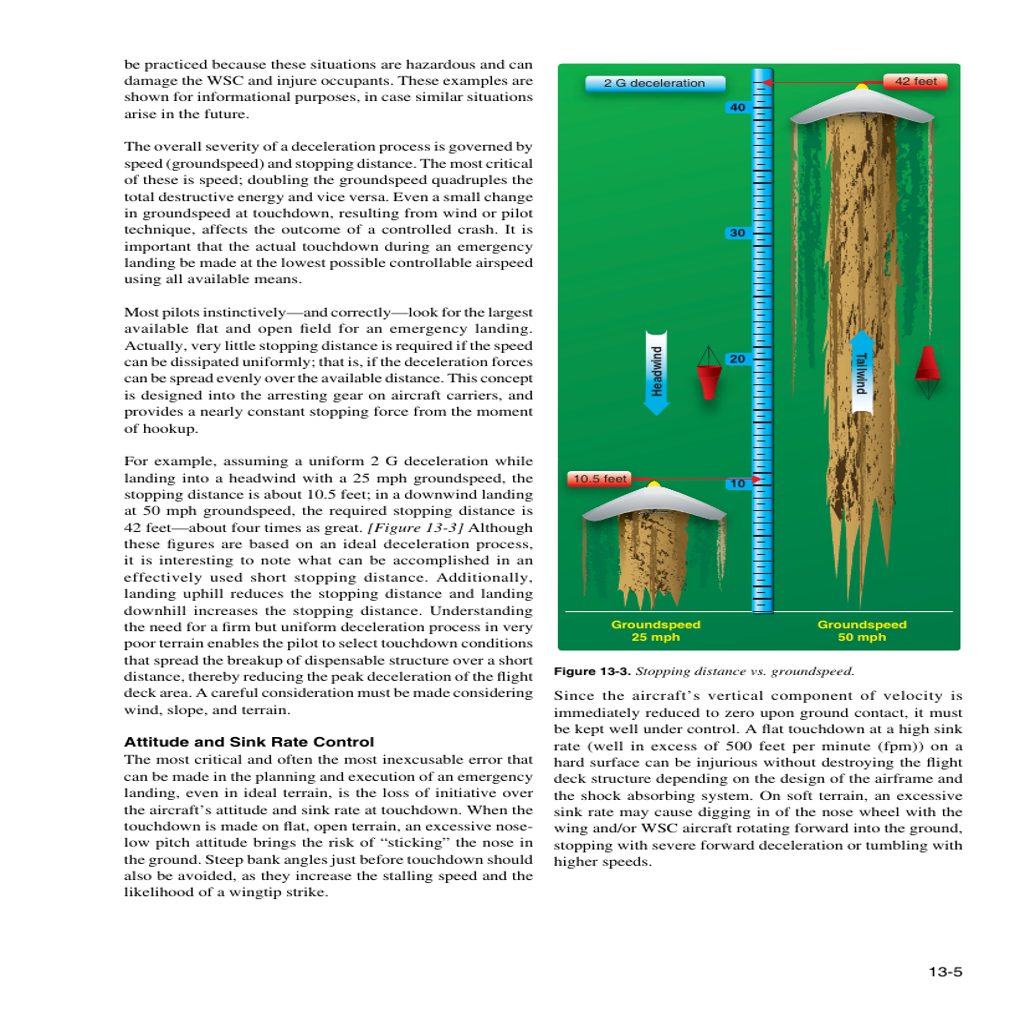 be practiced because these situations are hazardous and can
damage the WSC and injure occupants. These examples are
shown for informational purposes, in case similar situations
arise in the future.
The overall severity of a deceleration process is governed by
speed (groundspeed) and stopping distance. The most critical
of these is speed; doubling the groundspeed quadruples the
total destructive energy and vice versa. Even a small change
in groundspeed at touchdown, resulting from wind or pilot
technique, affects the outcome of a controlled crash. It is
important that the actual touchdown during an emergency
landing be made at the lowest possible controllable airspeed
using all available means.
Most pilots instinctively—and correctly—look for the largest
available flat and open field for an emergency landing.
Actually, very little stopping distance is required if the speed
can be dissipated uniformly; that is, if the deceleration forces
can be spread evenly over the available distance. This concept
is designed into the arresting gear on aircraft carriers, and
provides a nearly constant stopping force from the moment
of hookup.
For example, assuming a uniform 2 G deceleration while
landing into a headwind with a 25 mph groundspeed, the
stopping distance is about 10.5 feet; in a downwind landing
at 50 mph groundspeed, the required stopping distance is
42 feet—about four times as great. [Figure 13-3] Although
these figures are based on an ideal deceleration process,
it is interesting to note what can be accomplished in an
effectively used short stopping distance. Additionally,
landing uphill reduces the stopping distance and landing
downhill increases the stopping distance. Understanding
the need for a firm but uniform deceleration process in very
poor terrain enables the pilot to select touchdown conditions
that spread the breakup of dispensable structure over a short
distance, thereby reducing the peak deceleration of the flight
deck area. A careful consideration must be made considering
wind, slope, and terrain.
Attitude and Sink Rate Control
The most critical and often the most inexcusable error that
can be made in the planning and execution of an emergency
landing, even in ideal terrain, is the loss of initiative over
the aircraft's attitude and sink rate at touchdown. When the
touchdown is made on flat, open terrain, an excessive nose-
low pitch attitude brings the risk of “sticking” the nose in
the ground. Steep bank angles just before touchdown should
also be avoided, as they increase the stalling speed and the
likelihood of a wingtip strike.
2 G deceleration
42 feet
40
30
20
Headwind
Tailwind
10.5 feet
10
Groundspeed
25 mph
Groundspeed
50 mph
Figure 13-3. Stopping distance vs. groundspeed.
Since the aircraft's vertical component of velocity is
immediately reduced to zero upon ground contact, it must
be kept well under control. A flat touchdown at a high sink
rate (well in excess of 500 feet per minute (fpm)) on a
hard surface can be injurious without destroying the flight
deck structure depending on the design of the airframe and
the shock absorbing system. On soft terrain, an excessive
sink rate may cause digging in of the nose wheel with the
wing and/or WSC aircraft rotating forward into the ground,
stopping with severe forward deceleration or tumbling with
higher speeds.
13-5